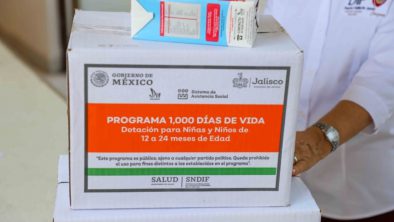 GOBIERNO DE
MÉXICO
Sistema de
Asistencia Social
Jalisco
PROGRAMA 1,000 DÍAS DE VIDA
Dotación para Niñas y Niños de
12 a 24 meses de Edad
"Este programa es público, ajeno a cualquier partido político. Queda prohibido
el uso para fines distintos a los establecidos en el programa".
SALUD
SNDIF